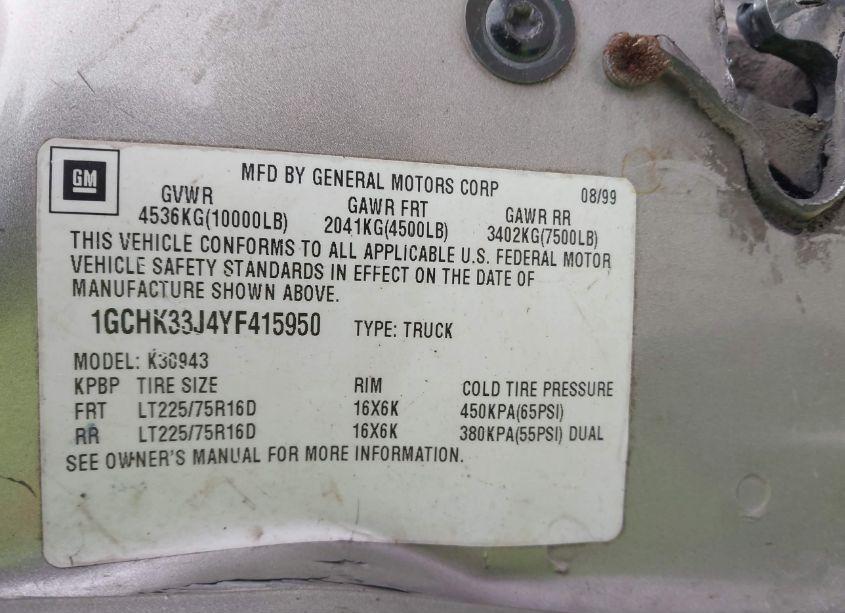 GM
MFD BY GENERAL MOTORS CORP 08/99
GVWR GAWR FRT GAWR RR
4536KG(10000LB) 2041KG(4500LB) 3402KG(7500LB)
THIS VEHICLE CONFORMS TO ALL APPLICABLE U.S. FEDERAL MOTOR
VEHICLE SAFETY STANDARDS IN EFFECT ON THE DATE OF
MANUFACTURE SHOWN ABOVE.
1GCHK33J4YF415950 TYPE: TRUCK
MODEL: K30943
KPBP TIRE SIZE RIM COLD TIRE PRESSURE
FRT LT225/75R16D 16X6K 450KPA(65PSI)
RR LT225/75R16D 16X6K 380KPA(55PSI) DUAL
SEE OWNER'S MANUAL FOR MORE INFORMATION.